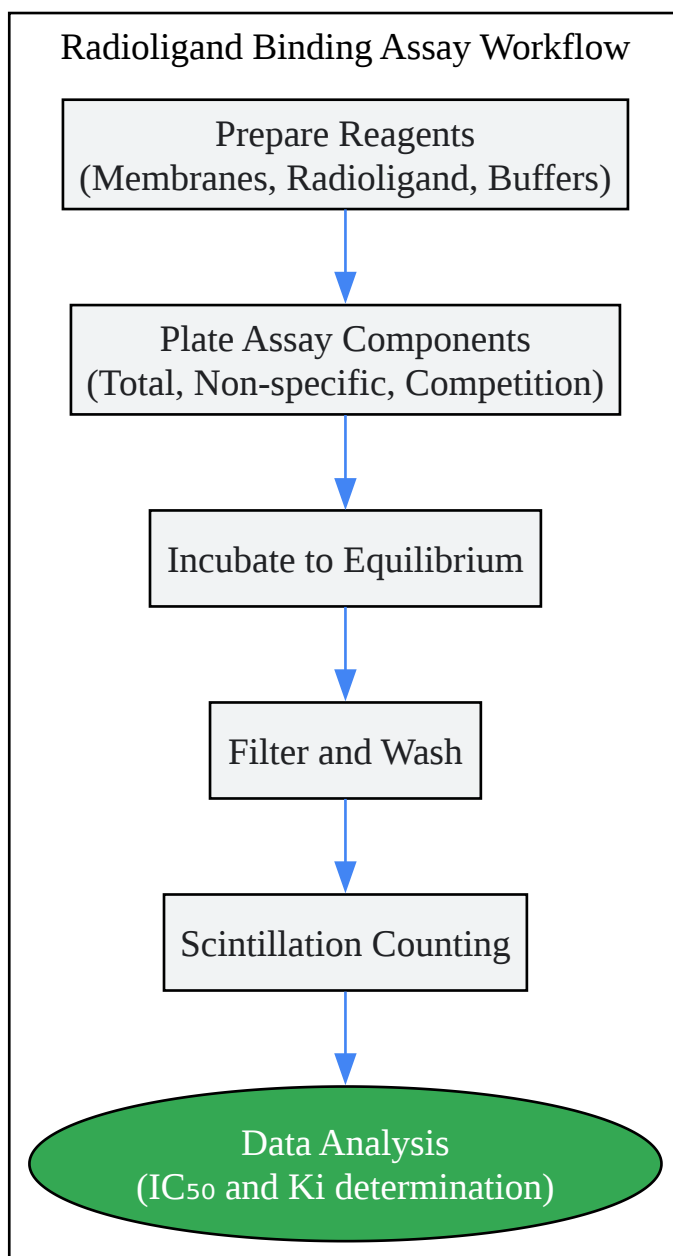 Radioligand Binding Assay Workflow
Prepare Reagents
(Membranes, Radioligand, Buffers)
Plate Assay Components
(Total, Non-specific, Competition)
Incubate to Equilibrium
Filter and Wash
Scintillation Counting
Data Analysis
(IC₅₀ and Ki determination)